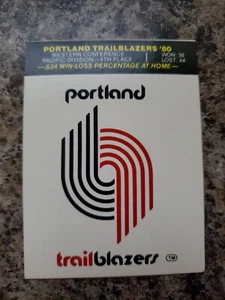 PORTLAND TRAILBLAZERS '80
WESTERN CONFERENCE
PACIFIC DIVISION — 4TH PLACE
WON: 38
LOST: 44
— .634 WIN-LOSS PERCENTAGE AT HOME —
portland
trailblazers TM